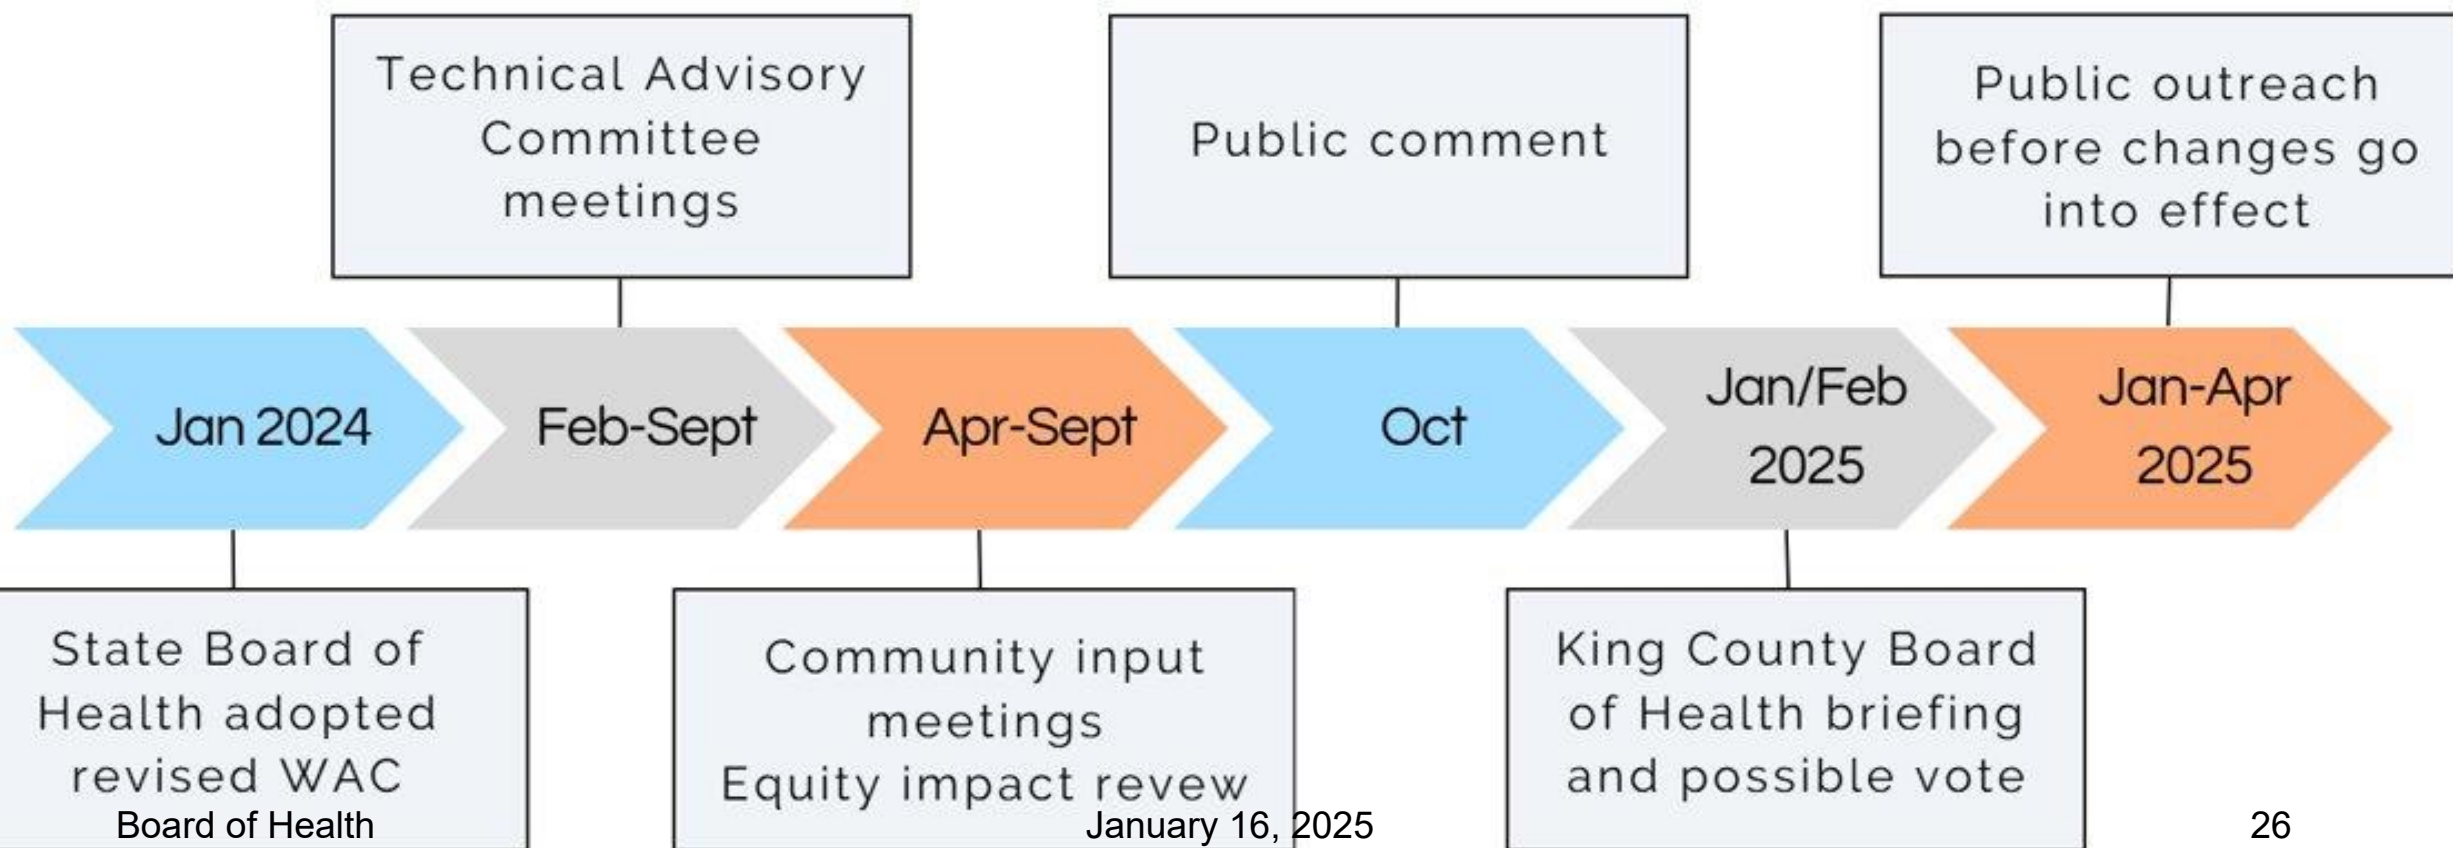 Technical Advisory
Committee
meetings
Public comment
Public outreach
before changes go
into effect
Jan 2024
Feb-Sept
Apr-Sept
Oct
Jan/Feb
2025
Jan-Apr
2025
State Board of
Health adopted
revised WAC
Community input
meetings
Equity impact revew
King County Board
of Health briefing
and possible vote
Board of Health
January 16, 2025
26